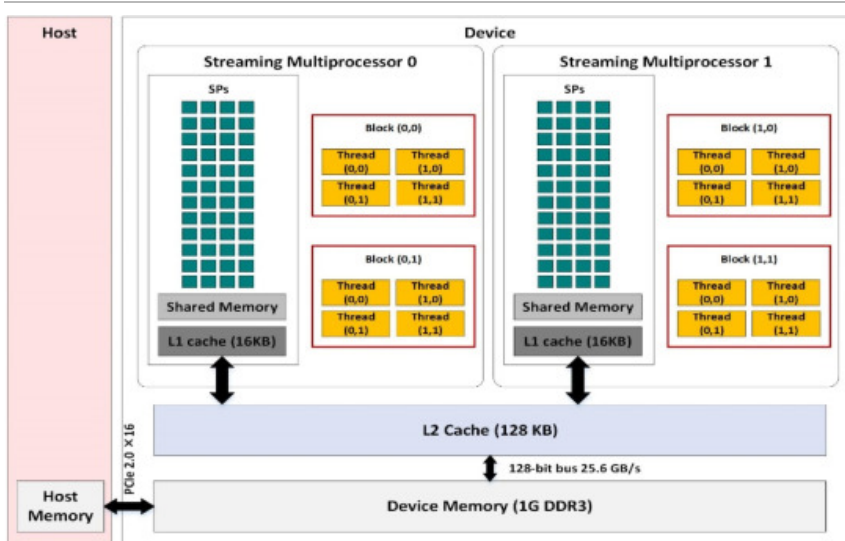 Host
Device
Streaming Multiprocessor 0
SPs
Block (0,0)
Thread (0,0)
Thread (1,0)
Thread (0,1)
Thread (1,1)
Block (0,1)
Thread (0,0)
Thread (1,0)
Thread (0,1)
Thread (1,1)
Shared Memory
L1 cache (16KB)
Streaming Multiprocessor 1
SPs
Block (1,0)
Thread (0,0)
Thread (1,0)
Thread (0,1)
Thread (1,1)
Block (1,1)
Thread (0,0)
Thread (1,0)
Thread (0,1)
Thread (1,1)
Shared Memory
L1 cache (16KB)
L2 Cache (128 KB)
PCIe 2.0 ×16
128-bit bus 25.6 GB/s
Host
Memory
Device Memory (1G DDR3)